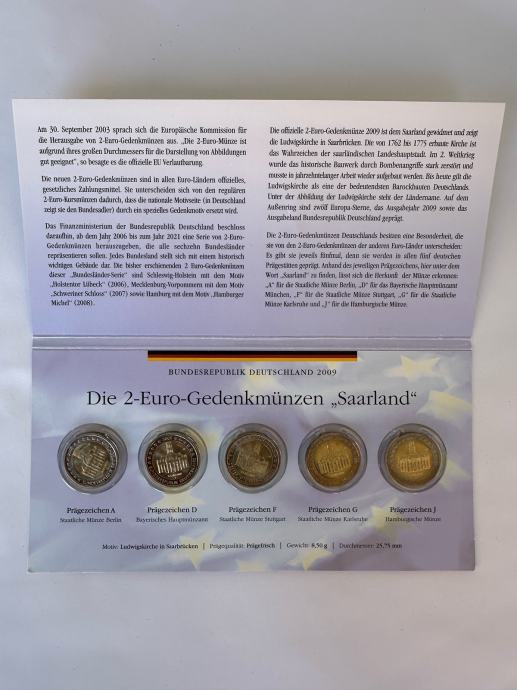 Am 30. September 2003 sprach sich die Europäische Kommission für
die Herausgabe von 2-Euro-Gedenkmünzen aus. „Die 2-Euro-Münze ist
aufgrund ihres großen Durchmessers für die Darstellung von Abbildungen
gut geeignet", so besagte es die offizielle EU Verlautbarung.
Die neuen 2-Euro-Gedenkmünzen sind in allen Euro-Ländern offizielles,
gesetzliches Zahlungsmittel. Sie unterscheiden sich von den regulären
2-Euro-Kursmünzen dadurch, dass die nationale Motivseite (in Deutschland
zeigt sie den Bundesadler) durch ein spezielles Gedenkmotiv ersetzt wird.
Das Finanzministerium der Bundesrepublik Deutschland beschloss
daraufhin, ab dem Jahr 2006 bis zum Jahr 2021 eine Serie von 2-Euro-
Gedenkmünzen herauszugeben, die alle sechzehn Bundesländer
repräsentieren sollen. Jedes Bundesland stellt sich mit einem historisch
wichtigen Gebäude dar. Die bisher erschienenden 2 Euro-Gedenkmünzen
dieser „Bundesländer-Serie" sind Schleswig-Holstein mit dem Motiv
„Holstentor Lübeck" (2006), Mecklenburg-Vorpommern mit dem Motiv
„Schweriner Schloss" (2007) sowie Hamburg mit dem Motiv „Hamburger
Michel" (2008).
Die offizielle 2-Euro-Gedenkmünze 2009 ist dem Saarland gewidmet und zeigt
die Ludwigskirche in Saarbrücken. Die von 1762 bis 1775 erbaute Kirche ist
das Wahrzeichen der saarländischen Landeshauptstadt. Im 2. Weltkrieg
wurde das historische Bauwerk durch Bombenangriffe stark zerstört und
musste in jahrzehntelanger Arbeit wieder aufgebaut werden. Bis heute gilt die
Ludwigskirche als eine der bedeutendsten Barockbauten Deutschlands.
Unter der Abbildung der Ludwigskirche steht der Ländername. Auf dem
Außenring sind zwölf Europa-Sterne, das Ausgabejahr 2009 sowie das
Ausgabeland Bundesrepublik Deutschland geprägt.
Die 2-Euro-Gedenkmünzen Deutschlands besitzen eine Besonderheit, die
sie von den 2-Euro-Gedenkmünzen der anderen Euro-Länder unterscheiden:
Es gibt sie jeweils fünfmal, denn sie werden in allen fünf deutschen
Prägestätten geprägt. Anhand des jeweiligen Prägezeichens, hier unter dem
Wort „Saarland" zu finden, lässt sich die Herkunft der Münze erkennen:
„A" für die Staatliche Münze Berlin, „D" für das Bayerische Hauptmünzamt
München, „F" für die Staatliche Münze Stuttgart, „G" für die Staatliche
Münze Karlsruhe und „J" für die Hamburgische Münze.
BUNDESREPUBLIK DEUTSCHLAND 2009
Die 2-Euro-Gedenkmünzen „Saarland"
Prägezeichen A
Staatliche Münze Berlin
Prägezeichen D
Bayerisches Hauptmünzamt
Prägezeichen F
Staatliche Münze Stuttgart
Prägezeichen G
Staatliche Münze Karlsruhe
Prägezeichen J
Hamburgische Münze
Motiv: Ludwigskirche in Saarbrücken | Prägequalität: Prägefrisch | Gewicht: 8,50 g | Durchmesser: 25,75 mm